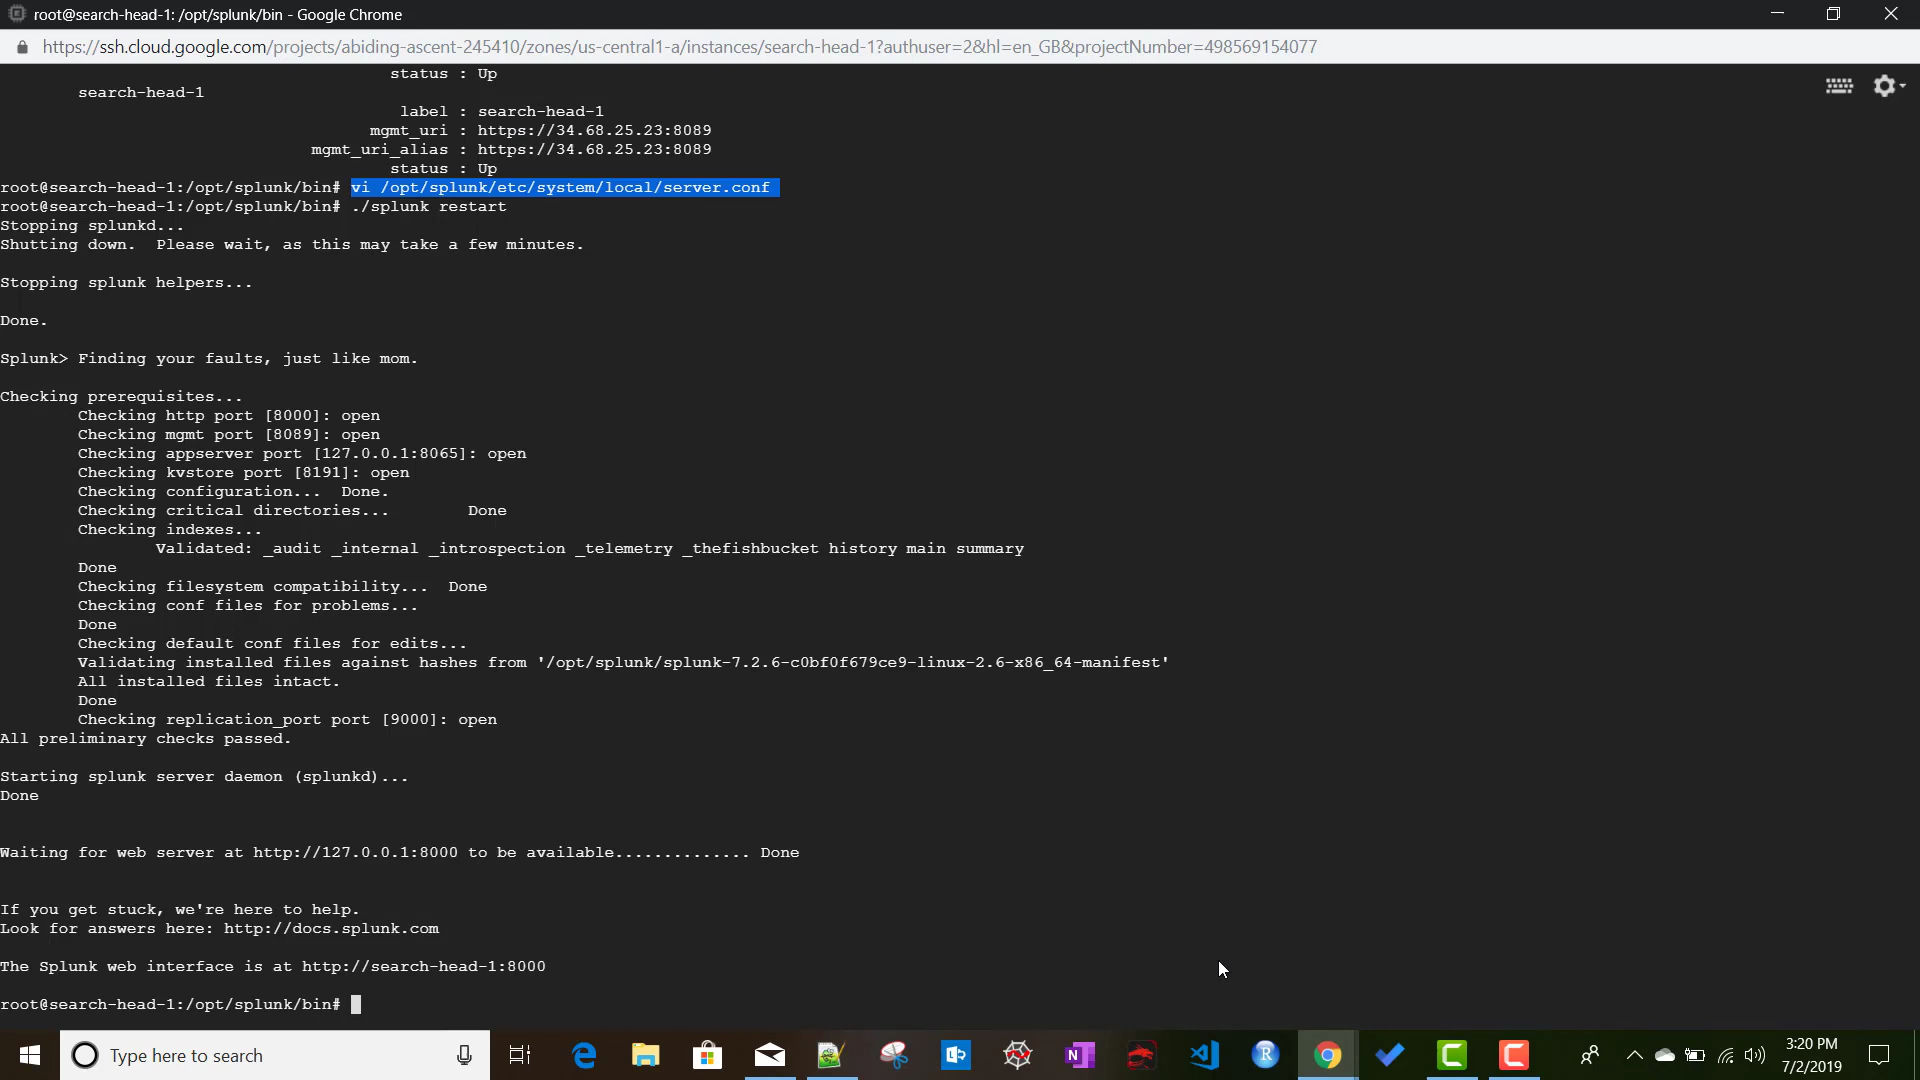 root@search-head-1: /opt/splunk/bin - Google Chrome
https://ssh.cloud.google.com/projects/abiding-ascent-245410/zones/us-central1-a/instances/search-head-1?authuser=2&hl=en_GB&projectNumber=498569154077
status : Up
search-head-1
label : search-head-1
mgmt_uri : https://34.68.25.23:8089
mgmt_uri_alias : https://34.68.25.23:8089
status : Up
root@search-head-1:/opt/splunk/bin# vi /opt/splunk/etc/system/local/server.conf
root@search-head-1:/opt/splunk/bin# ./splunk restart
Stopping splunkd...
Shutting down.  Please wait, as this may take a few minutes.
Stopping splunk helpers...
Done.
Splunk> Finding your faults, just like mom.
Checking prerequisites...
Checking http port [8000]: open
Checking mgmt port [8089]: open
Checking appserver port [127.0.0.1:8065]: open
Checking kvstore port [8191]: open
Checking configuration...  Done.
Checking critical directories...        Done
Checking indexes...
Validated: _audit _internal _introspection _telemetry _thefishbucket history main summary
Done
Checking filesystem compatibility...  Done
Checking conf files for problems...
Done
Checking default conf files for edits...
Validating installed files against hashes from '/opt/splunk/splunk-7.2.6-c0bf0f679ce9-linux-2.6-x86_64-manifest'
All installed files intact.
Done
Checking replication_port port [9000]: open
All preliminary checks passed.
Starting splunk server daemon (splunkd)...
Done
Waiting for web server at http://127.0.0.1:8000 to be available.............. Done
If you get stuck, we're here to help.
Look for answers here: http://docs.splunk.com
The Splunk web interface is at http://search-head-1:8000
root@search-head-1:/opt/splunk/bin#
Type here to search
3:20 PM
7/2/2019